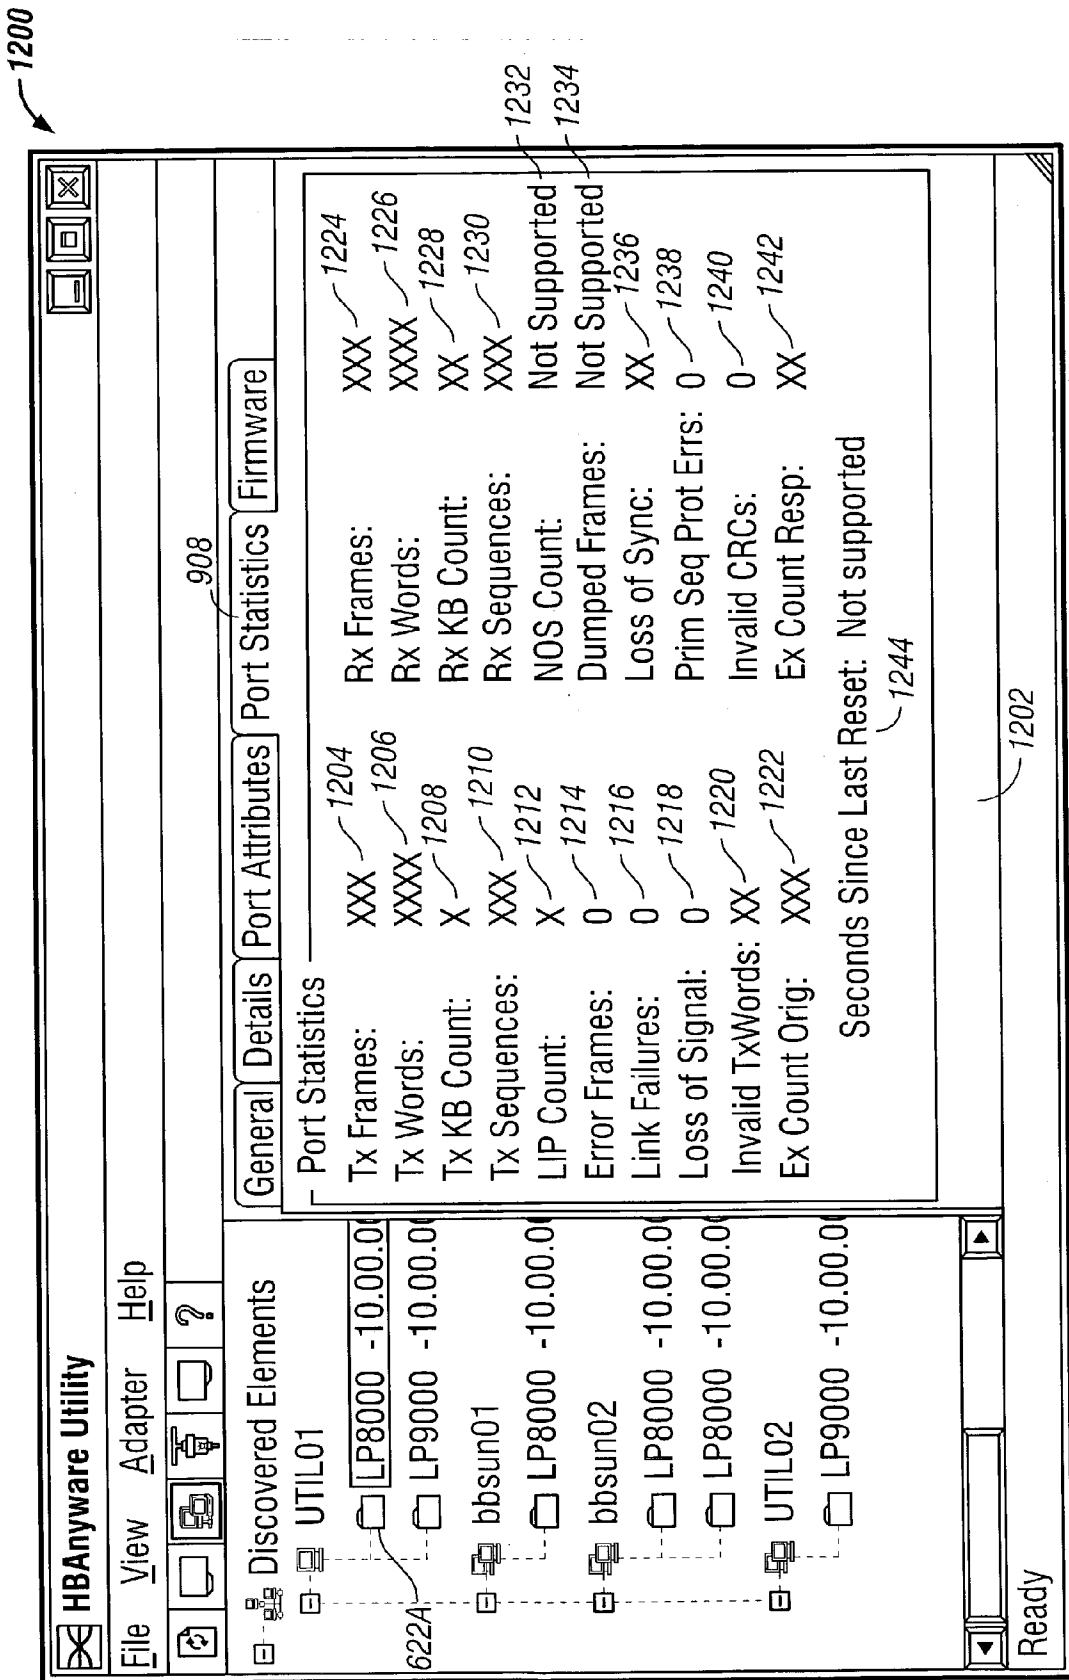 1200
HBAnyware Utility
File View Adapter Help
?
Discovered Elements
UTIL01
LP8000 -10.00.00
LP9000 -10.00.00
bbsun01
LP8000 -10.00.00
bbsun02
LP8000 -10.00.00
LP8000 -10.00.00
UTIL02
LP9000 -10.00.00
622A
908
General Details Port Attributes Port Statistics Firmware
Port Statistics
Tx Frames: XXX 1204 Rx Frames: XXX 1224
Tx Words: XXXX 1206 Rx Words: XXXX 1226
Tx KB Count: X 1208 Rx KB Count: XX 1228
Tx Sequences: XXX 1210 Rx Sequences: XXX 1230
LIP Count: X 1212 NOS Count: Not Supported 1232
Error Frames: 0 1214 Dumped Frames: Not Supported 1234
Link Failures: 0 1216 Loss of Sync: XX 1236
Loss of Signal: 0 1218 Prim Seq Prot Errs: 0 1238
Invalid TxWords: XX 1220 Invalid CRCs: 0 1240
Ex Count Orig: XXX 1222 Ex Count Resp: XX 1242
Seconds Since Last Reset: Not supported
1244
1202
Ready